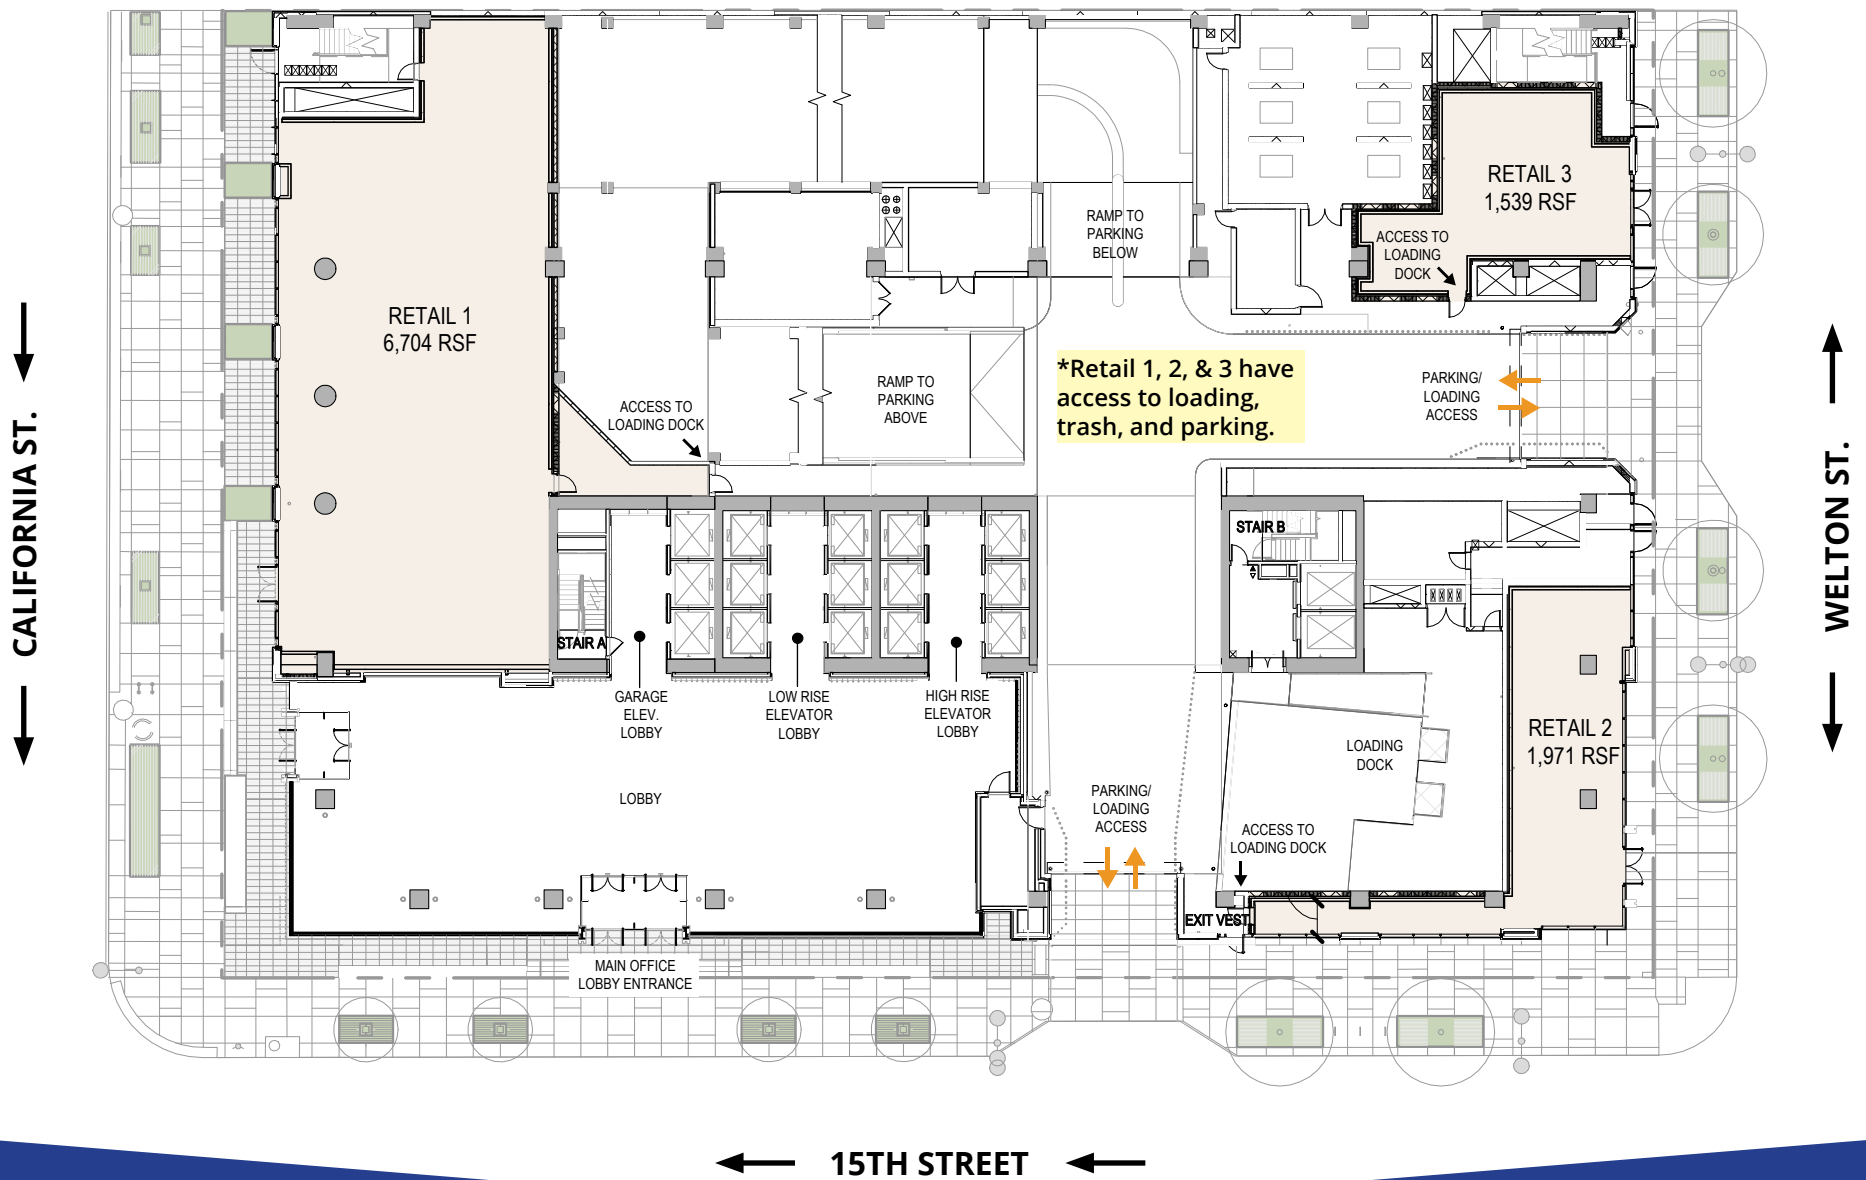 RETAIL 3
1,539 RSF
RAMP TO
PARKING
BELOW
ACCESS TO
LOADING
DOCK
RETAIL 1
6,704 RSF
*Retail 1, 2, & 3 have
access to loading,
trash, and parking.
RAMP TO
PARKING
ABOVE
PARKING/
LOADING
ACCESS
ACCESS TO
LOADING DOCK
CALIFORNIA ST.
WELTON ST.
STAIR B
STAIR A
GARAGE
ELEV.
LOBBY
LOW RISE
ELEVATOR
LOBBY
HIGH RISE
ELEVATOR
LOBBY
RETAIL 2
1,971 RSF
LOADING
DOCK
LOBBY
PARKING/
LOADING
ACCESS
ACCESS TO
LOADING DOCK
EXIT VEST.
MAIN OFFICE
LOBBY ENTRANCE
15TH STREET